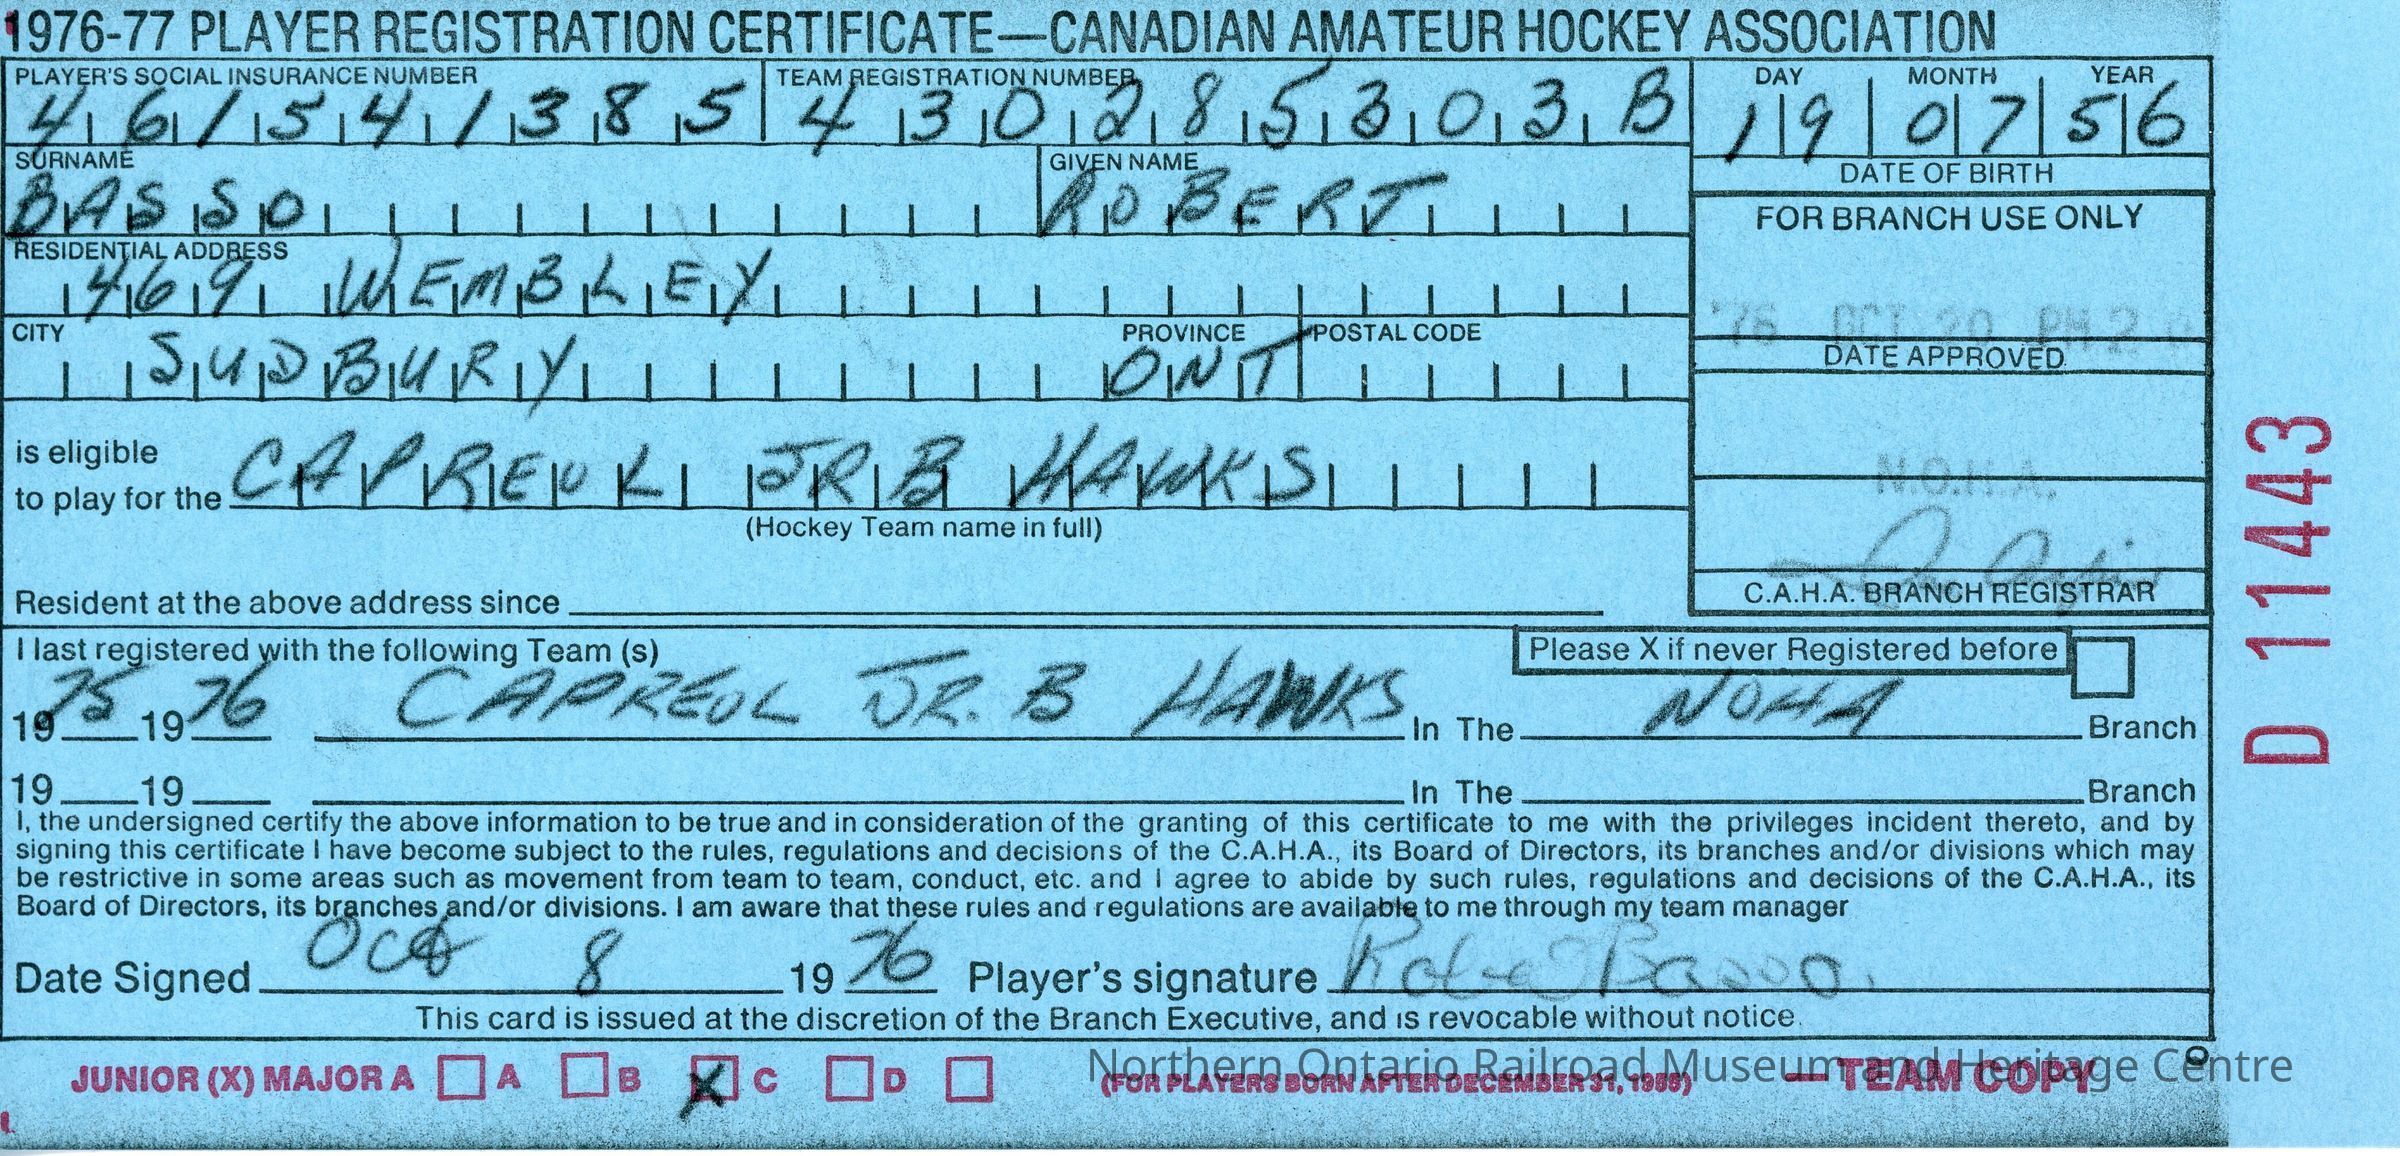 1976-77 PLAYER REGISTRATION CERTIFICATE—CANADIAN AMATEUR HOCKEY ASSOCIATION
PLAYER'S SOCIAL INSURANCE NUMBER TEAM REGISTRATION NUMBER DAY MONTH YEAR
461541385 430285303B 19 07 56
SURNAME GIVEN NAME DATE OF BIRTH
BASSO ROBERT
FOR BRANCH USE ONLY
RESIDENTIAL ADDRESS
469 WEMBLEY
'76 OCT 20 PM 2
CITY PROVINCE POSTAL CODE
DATE APPROVED
SUDBURY ONT
is eligible
to play for the CAPREOL JR B HAWKS
N.O.H.A.
(Hockey Team name in full)
Resident at the above address since
C.A.H.A. BRANCH REGISTRAR
D 11443
I last registered with the following Team (s) Please X if never Registered before
1975 1976 CAPREOL JR. B HAWKS In The NOHA Branch
19 19 In The Branch
I, the undersigned certify the above information to be true and in consideration of the granting of this certificate to me with the privileges incident thereto, and by
signing this certificate I have become subject to the rules, regulations and decisions of the C.A.H.A., its Board of Directors, its branches and/or divisions which may
be restrictive in some areas such as movement from team to team, conduct, etc. and I agree to abide by such rules, regulations and decisions of the C.A.H.A., its
Board of Directors, its branches and/or divisions. I am aware that these rules and regulations are available to me through my team manager
Date Signed Oct 8 1976 Player's signature Robert Basso.
This card is issued at the discretion of the Branch Executive, and is revocable without notice.
JUNIOR (X) MAJOR A A B X C D (FOR PLAYERS BORN AFTER DECEMBER 31, 1955) —TEAM COPY
Northern Ontario Railroad Museum and Heritage Centre